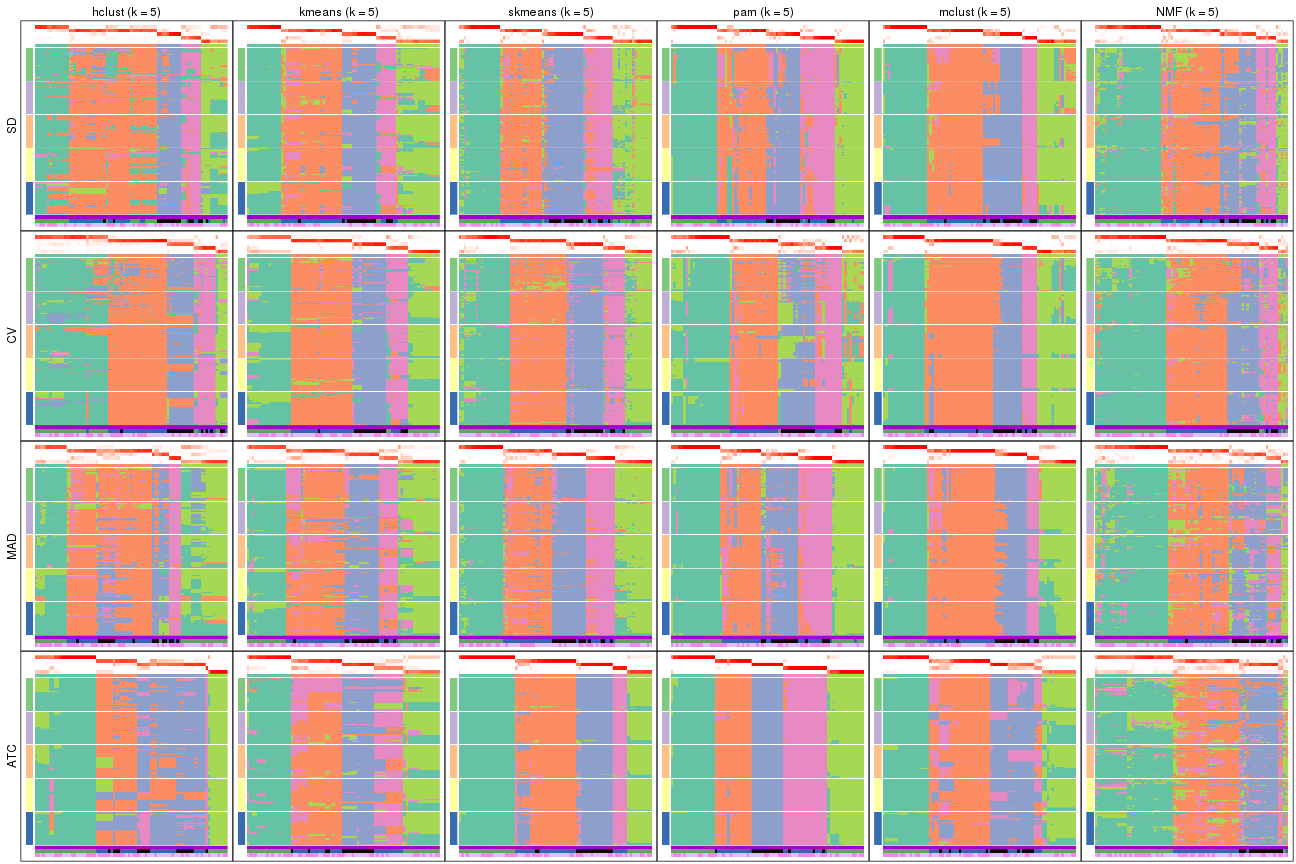 hclust (k = 5) kmeans (k = 5) skmeans (k = 5) pam (k = 5) mclust (k = 5) NMF (k = 5)
SD
CV
MAD
ATC